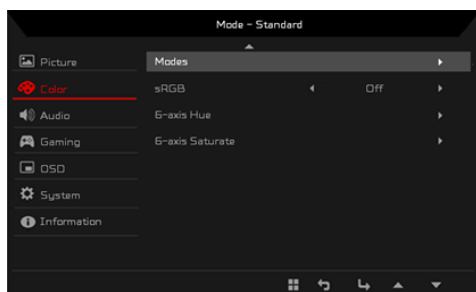 Mode - Standard
Picture
Modes
Color
sRGB
Off
Audio
6-axis Hue
Gaming
6-axis Saturate
OSD
System
Information